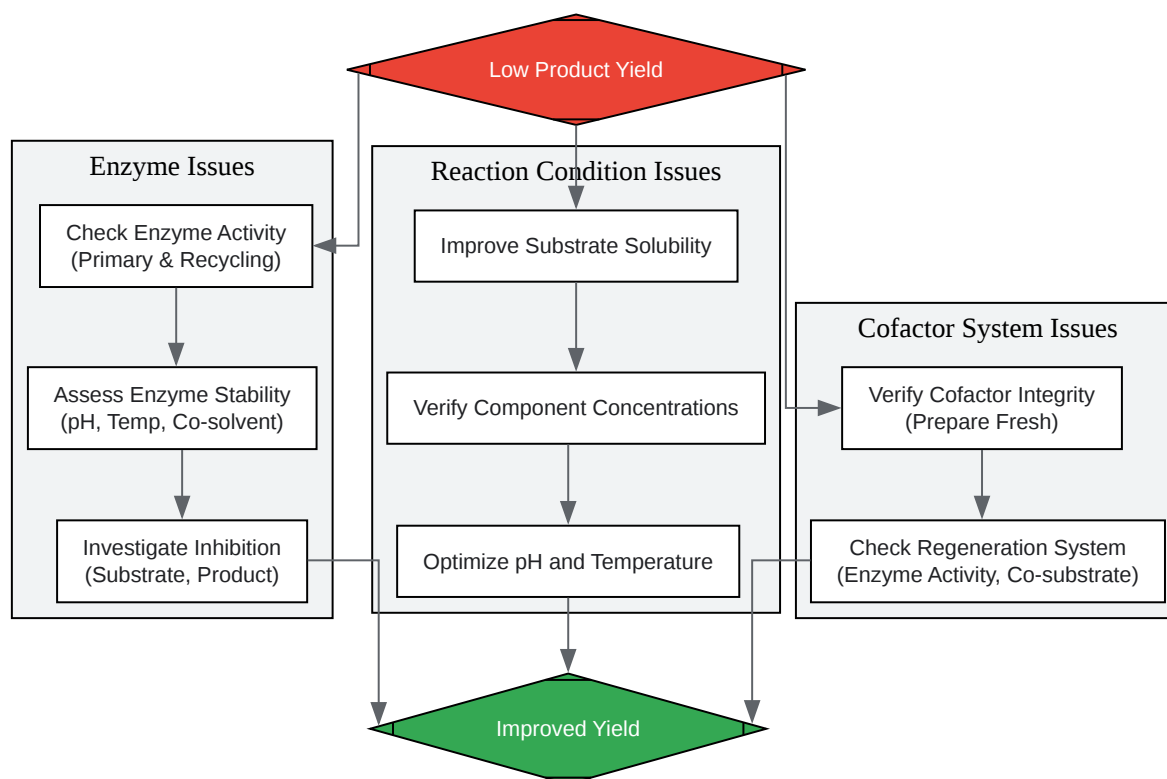 Low Product Yield
Enzyme Issues
Check Enzyme Activity
(Primary & Recycling)
Assess Enzyme Stability
(pH, Temp, Co-solvent)
Investigate Inhibition
(Substrate, Product)
Reaction Condition Issues
Improve Substrate Solubility
Verify Component Concentrations
Optimize pH and Temperature
Cofactor System Issues
Verify Cofactor Integrity
(Prepare Fresh)
Check Regeneration System
(Enzyme Activity, Co-substrate)
Improved Yield